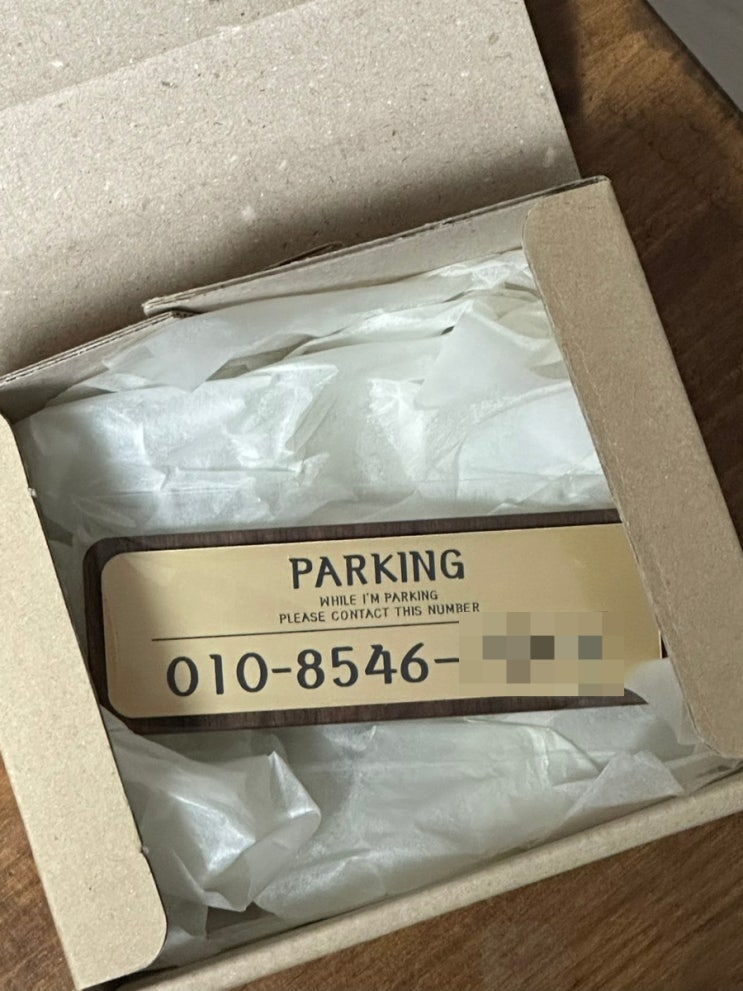 PARKING
WHILE I'M PARKING
PLEASE CONTACT THIS NUMBER
010-8546-